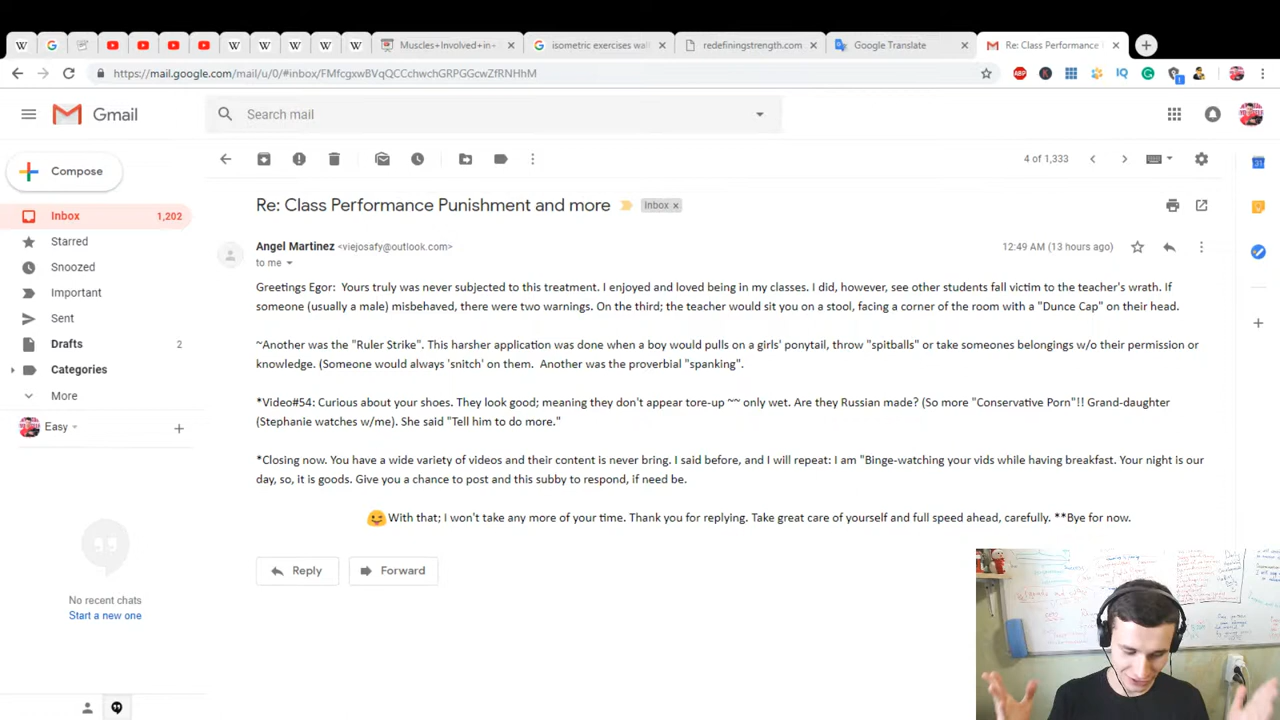 Muscles+Involved+in+
isometric exercises wal
redefiningstrength.com
Google Translate
Re: Class Performance
https://mail.google.com/mail/u/0/#inbox/FMfcgxwBVqQCCchwchGRPGGcwZfRNHhM
ABP
K
IQ
Gmail
Search mail
4 of 1,333
Compose
Inbox 1,202
Starred
Snoozed
Important
Sent
Drafts 2
Categories
More
Easy
No recent chats
Start a new one
Re: Class Performance Punishment and more
Inbox x
Angel Martinez <viejosafy@outlook.com>
12:49 AM (13 hours ago)
to me
Greetings Egor: Yours truly was never subjected to this treatment. I enjoyed and loved being in my classes. I did, however, see other students fall victim to the teacher's wrath. If
someone (usually a male) misbehaved, there were two warnings. On the third; the teacher would sit you on a stool, facing a corner of the room with a "Dunce Cap" on their head.
~Another was the "Ruler Strike". This harsher application was done when a boy would pulls on a girls' ponytail, throw "spitballs" or take someones belongings w/o their permission or
knowledge. (Someone would always 'snitch' on them. Another was the proverbial "spanking".
*Video#54: Curious about your shoes. They look good; meaning they don't appear tore-up ~~ only wet. Are they Russian made? (So more "Conservative Porn"!! Grand-daughter
(Stephanie watches w/me). She said "Tell him to do more."
*Closing now. You have a wide variety of videos and their content is never bring. I said before, and I will repeat: I am "Binge-watching your vids while having breakfast. Your night is our
day, so, it is goods. Give you a chance to post and this subby to respond, if need be.
With that; I won't take any more of your time. Thank you for replying. Take great care of yourself and full speed ahead, carefully. **Bye for now.
Reply
Forward
31